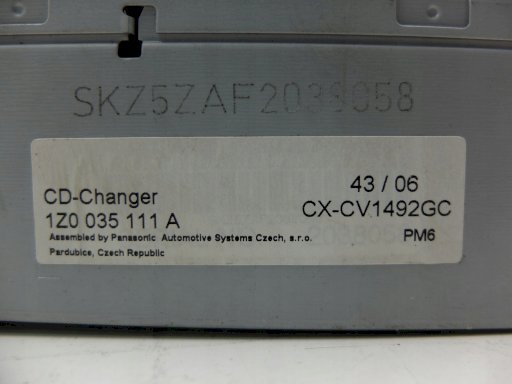 SKZ5ZAF2039958
CD-Changer
43 / 06
1Z0 035 111 A
CX-CV1492GC
Assembled by Panasonic Automotive Systems Czech, s.r.o.
PM6
Pardubice, Czech Republic